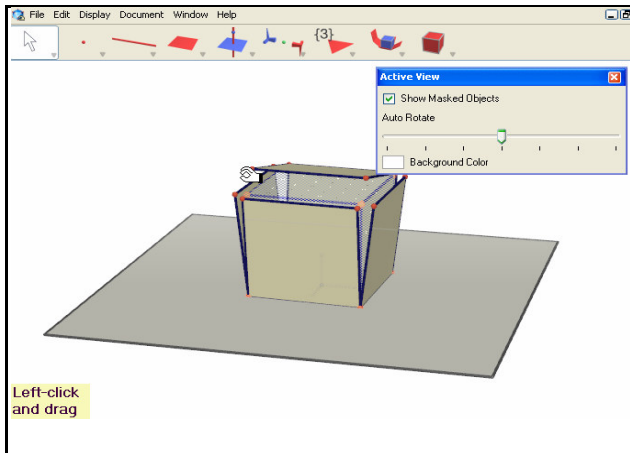 File Edit Display Document Window Help
{3}
Active View
Show Masked Objects
Auto Rotate
Background Color
Left-click
and drag